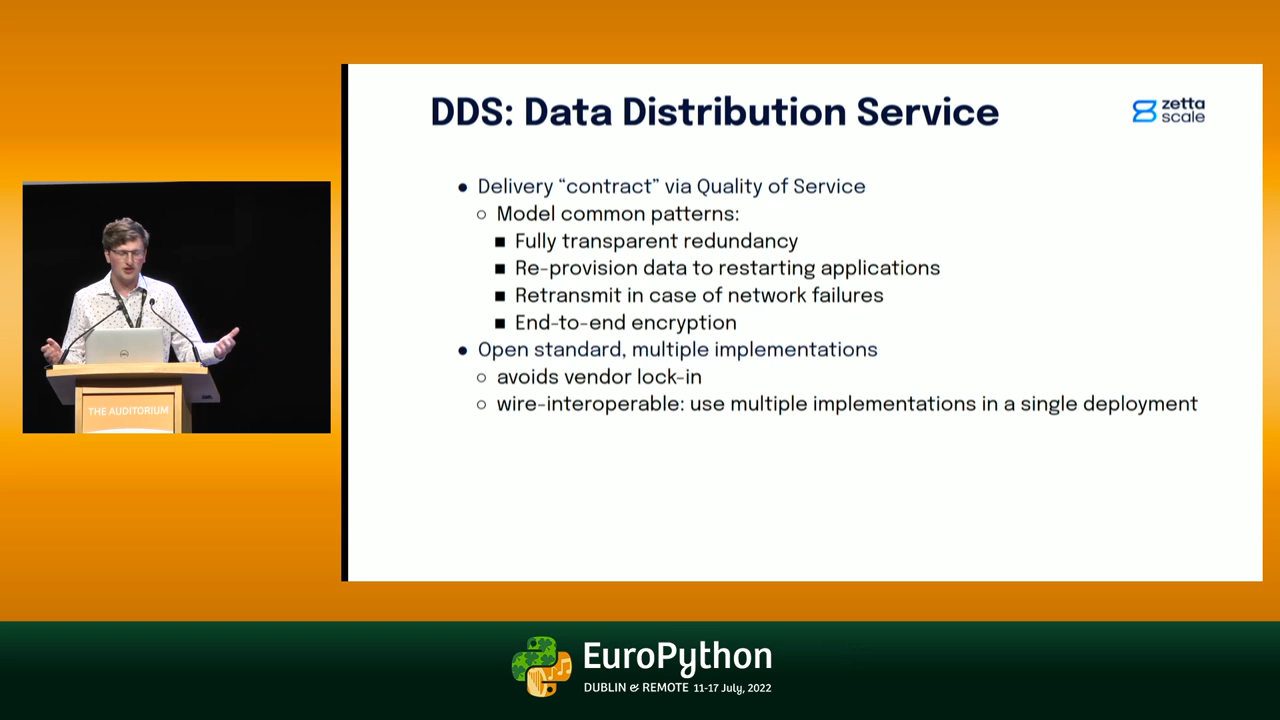 DDS: Data Distribution Service
zetta
scale
● Delivery “contract” via Quality of Service
○ Model common patterns:
■ Fully transparent redundancy
■ Re-provision data to restarting applications
■ Retransmit in case of network failures
■ End-to-end encryption
● Open standard, multiple implementations
○ avoids vendor lock-in
○ wire-interoperable: use multiple implementations in a single deployment
THE AUDITORIUM
EuroPython
DUBLIN & REMOTE 11-17 July, 2022